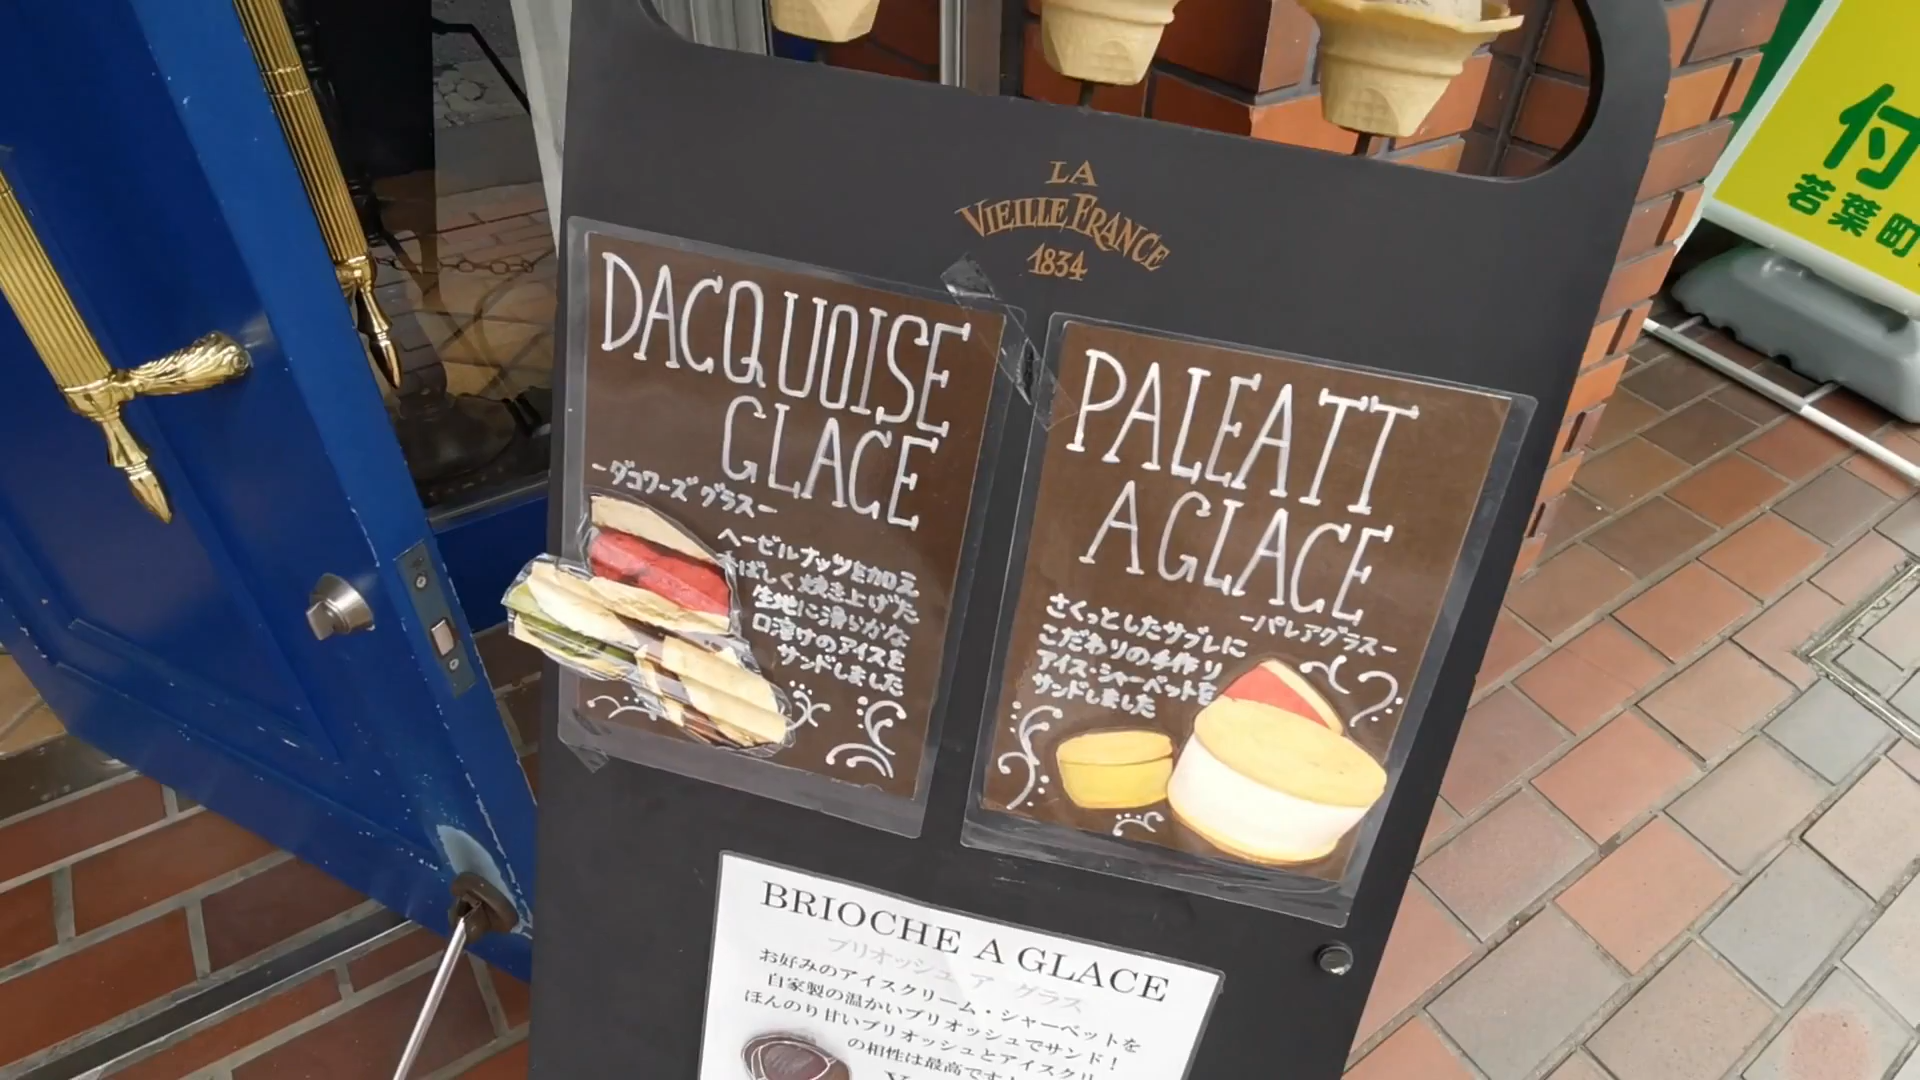 LA
VIEILLE FRANCE
1834
DACQUOISE
GLACE
-ダコワーズ グラス-
ヘーゼルナッツを加え
香ばしく焼き上げた
生地に滑らかな
口溶けのアイスを
サンドしました
PALEATT
A GLACE
-パレアグラス-
さくっとしたサブレに
こだわりの手作り
アイス・シャーベットを
サンドしました
BRIOCHE A GLACE
ブリオッシュ ア グラス
お好みのアイスクリーム・シャーベットを
自家製の温かいブリオッシュでサンド!
ほんのり甘いブリオッシュとアイスクリ
の相性は最高です!
付
若葉町